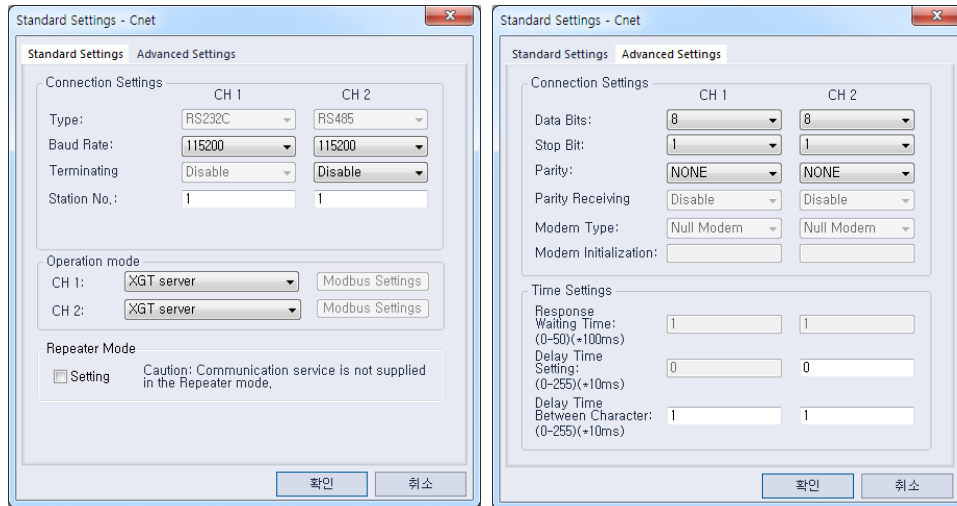 Standard Settings - Cnet
Standard Settings Advanced Settings
Connection Settings
CH 1 CH 2
Type: RS232C RS485
Baud Rate: 115200 115200
Terminating Disable Disable
Station No,: 1 1
Operation mode
CH 1: XGT server Modbus Settings
CH 2: XGT server Modbus Settings
Repeater Mode
Setting Caution: Communication service is not supplied
in the Repeater mode,
확인 취소
Standard Settings - Cnet
Standard Settings Advanced Settings
Connection Settings
CH 1 CH 2
Data Bits: 8 8
Stop Bit: 1 1
Parity: NONE NONE
Parity Receiving Disable Disable
Modem Type: Null Modem Null Modem
Modem Initialization:
Time Settings
Response
Waiting Time: 1 1
(0-50)(*100ms)
Delay Time
Setting: 0 0
(0-255)(*10ms)
Delay Time
Between Character: 1 1
(0-255)(*10ms)
확인 취소